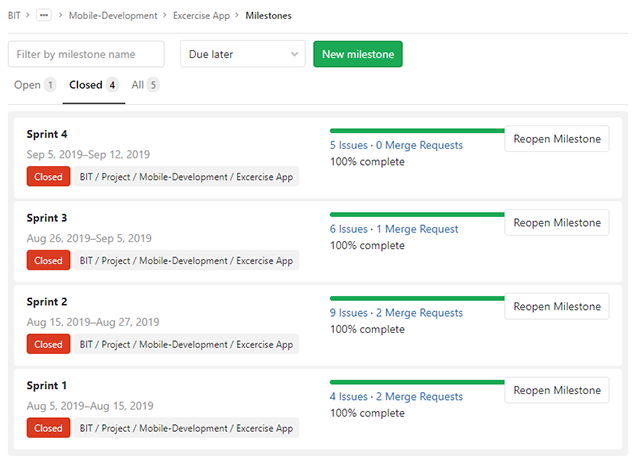 BIT > ••• > Mobile-Development > Excercise App > Milestones
Filter by milestone name Due later New milestone
Open 1 Closed 4 All 5
Sprint 4
Sep 5, 2019–Sep 12, 2019
Closed BIT / Project / Mobile-Development / Excercise App
5 Issues · 0 Merge Requests
100% complete
Reopen Milestone
Sprint 3
Aug 26, 2019–Sep 5, 2019
Closed BIT / Project / Mobile-Development / Excercise App
6 Issues · 1 Merge Request
100% complete
Reopen Milestone
Sprint 2
Aug 15, 2019–Aug 27, 2019
Closed BIT / Project / Mobile-Development / Excercise App
9 Issues · 2 Merge Requests
100% complete
Reopen Milestone
Sprint 1
Aug 5, 2019–Aug 15, 2019
Closed BIT / Project / Mobile-Development / Excercise App
4 Issues · 2 Merge Requests
100% complete
Reopen Milestone